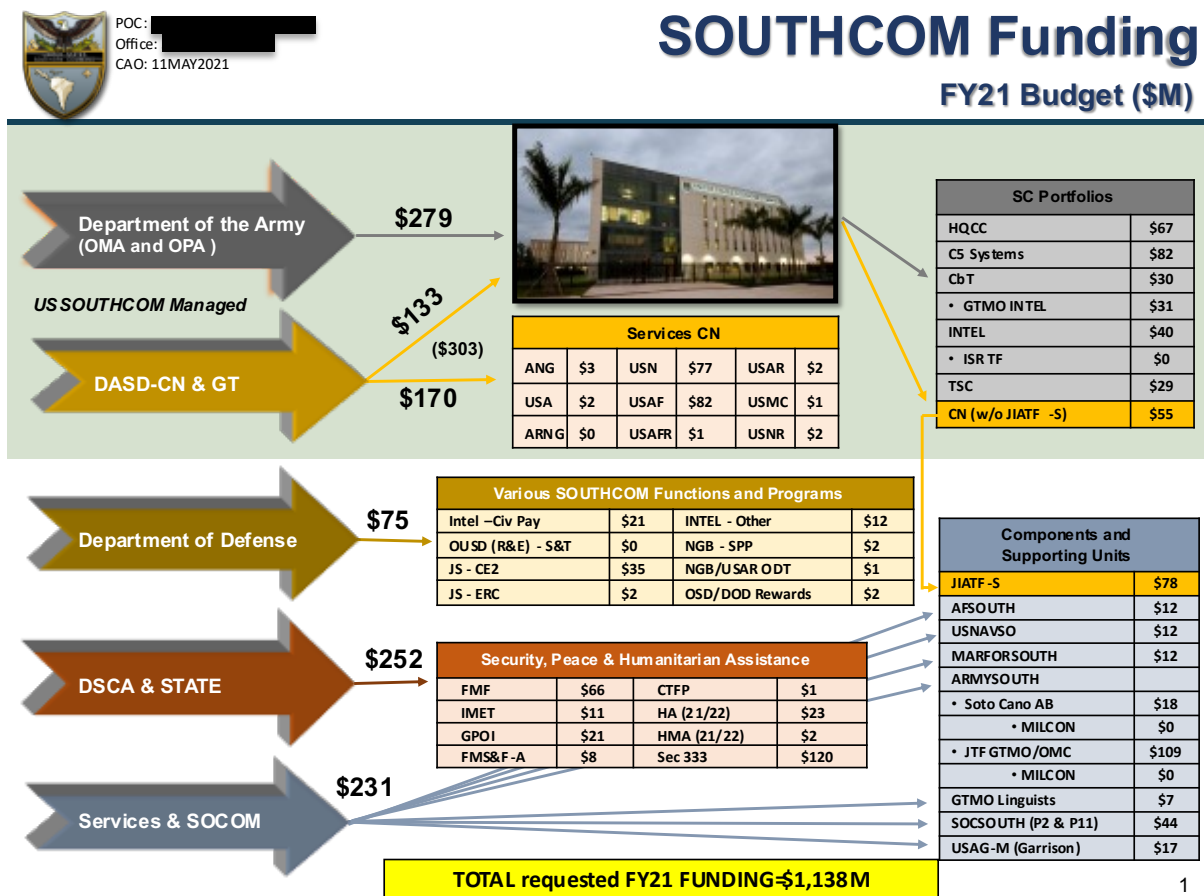 POC:
Office:
CAO: 11MAY2021
SOUTHCOM Funding
FY21 Budget ($M)
Department of the Army
(OMA and OPA )
$279
US SOUTHCOM Managed
$133
($303)
$170
DASD-CN & GT
Services CN
ANG $3 USN $77 USAR $2
USA $2 USAF $82 USMC $1
ARNG $0 USAFR $1 USNR $2
SC Portfolios
HQCC $67
C5 Systems $82
CbT $30
• GTMO INTEL $31
INTEL $40
• ISR TF $0
TSC $29
CN (w/o JIATF -S) $55
Department of Defense
$75
Various SOUTHCOM Functions and Programs
Intel –Civ Pay $21 INTEL - Other $12
OUSD (R&E) - S&T $0 NGB - SPP $2
JS - CE2 $35 NGB/USAR ODT $1
JS - ERC $2 OSD/DOD Rewards $2
DSCA & STATE
$252
Security, Peace & Humanitarian Assistance
FMF $66 CTFP $1
IMET $11 HA (21/22) $23
GPOI $21 HMA (21/22) $2
FMS&F-A $8 Sec 333 $120
Services & SOCOM
$231
Components and
Supporting Units
JIATF -S $78
AFSOUTH $12
USNAVSO $12
MARFORSOUTH $12
ARMYSOUTH
• Soto Cano AB $18
• MILCON $0
• JTF GTMO/OMC $109
• MILCON $0
GTMO Linguists $7
SOCSOUTH (P2 & P11) $44
USAG-M (Garrison) $17
TOTAL requested FY21 FUNDING=$1,138M
1